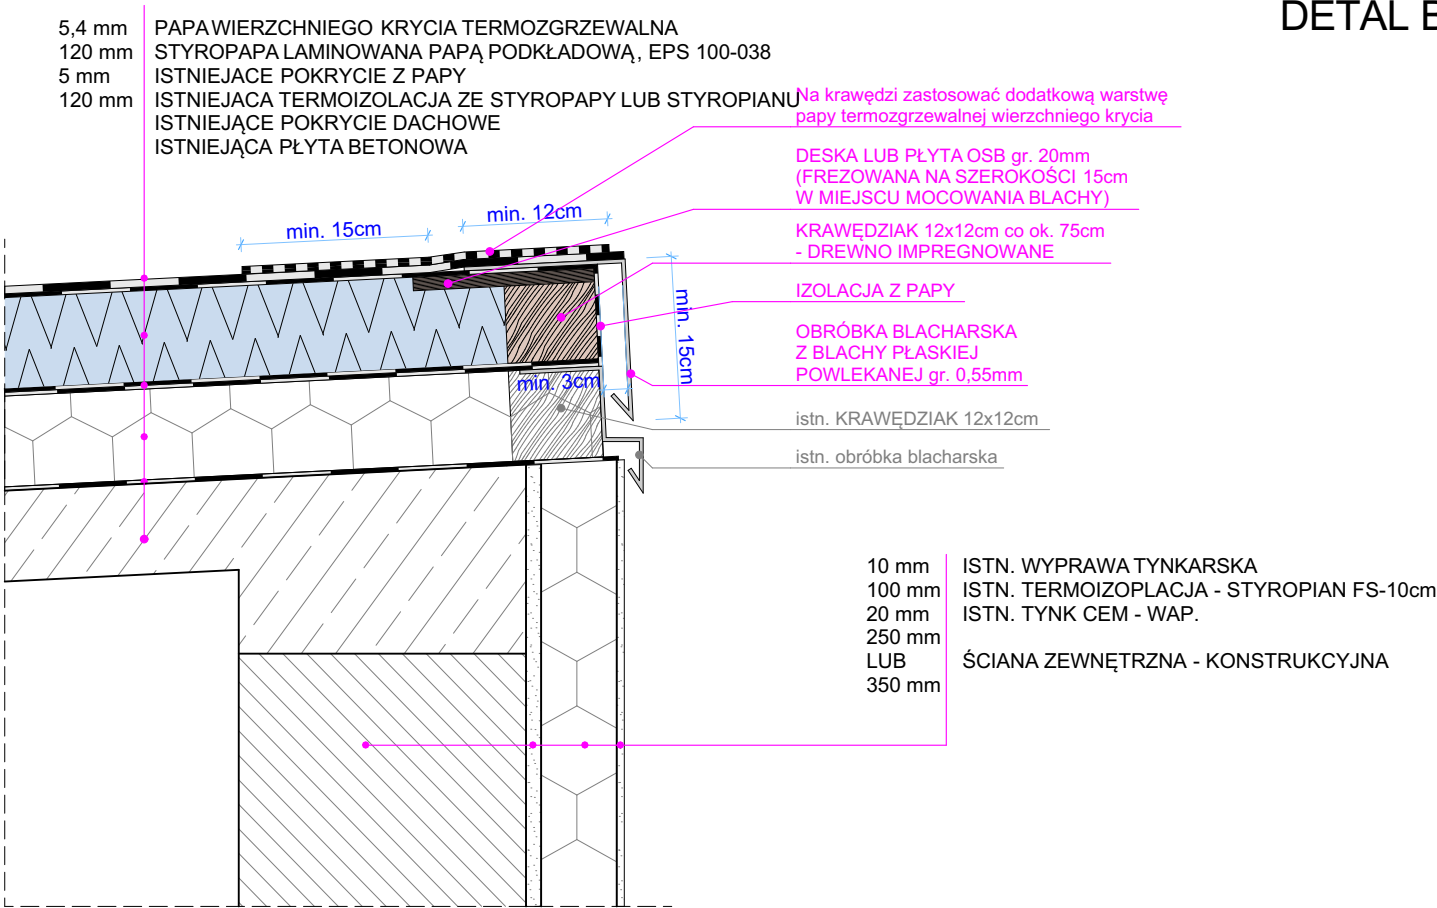 DETAL B
5,4 mm PAPA WIERZCHNIEGO KRYCIA TERMOZGRZEWALNA
120 mm STYROPAPA LAMINOWANA PAPĄ PODKŁADOWĄ, EPS 100-038
5 mm ISTNIEJACE POKRYCIE Z PAPY
120 mm ISTNIEJACA TERMOIZOLACJA ZE STYROPAPY LUB STYROPIANU
ISTNIEJĄCE POKRYCIE DACHOWE
ISTNIEJĄCA PŁYTA BETONOWA
Na krawędzi zastosować dodatkową warstwę
papy termozgrzewalnej wierzchniego krycia
DESKA LUB PŁYTA OSB gr. 20mm
(FREZOWANA NA SZEROKOŚCI 15cm
W MIEJSCU MOCOWANIA BLACHY)
KRAWĘDZIAK 12x12cm co ok. 75cm
- DREWNO IMPREGNOWANE
IZOLACJA Z PAPY
OBRÓBKA BLACHARSKA
Z BLACHY PŁASKIEJ
POWLEKANEJ gr. 0,55mm
istn. KRAWĘDZIAK 12x12cm
istn. obróbka blacharska
min. 15cm
min. 12cm
min. 15cm
min. 3cm
10 mm ISTN. WYPRAWA TYNKARSKA
100 mm ISTN. TERMOIZOPLACJA - STYROPIAN FS-10cm
20 mm ISTN. TYNK CEM - WAP.
250 mm
LUB ŚCIANA ZEWNĘTRZNA - KONSTRUKCYJNA
350 mm